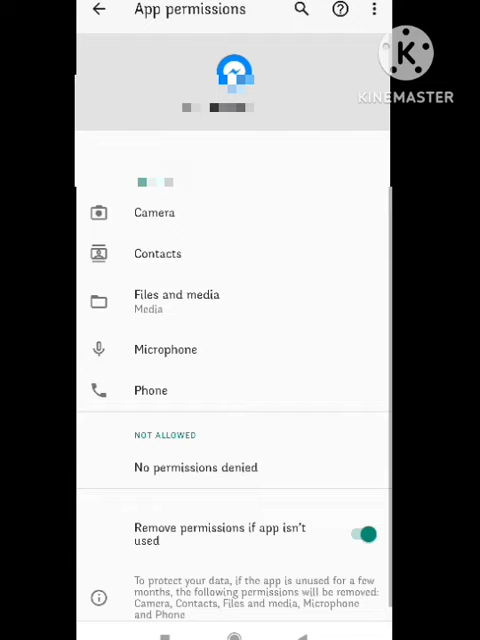 App permissions
KINEMASTER
Camera
Contacts
Files and media
Media
Microphone
Phone
NOT ALLOWED
No permissions denied
Remove permissions if app isn't
used
To protect your data, if the app is unused for a few
months, the following permissions will be removed:
Camera, Contacts, Files and media, Microphone
and Phone